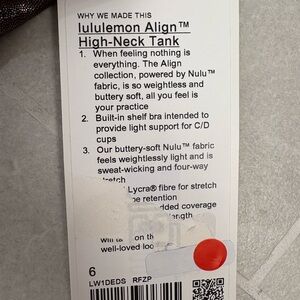 WHY WE MADE THIS
lululemon Align™
High-Neck Tank
1. When feeling nothing is
everything. The Align
collection, powered by Nulu™
fabric, is so weightless and
buttery soft, all you feel is
your practice
2. Built-in shelf bra intended to
provide light support for C/D
cups
3. Our buttery-soft Nulu™ fabric
feels weightlessly light and is
sweat-wicking and four-way
Lycra® fibre for stretch
retention
coverage
on th
well-loved
6
LW1DEDS RFZP